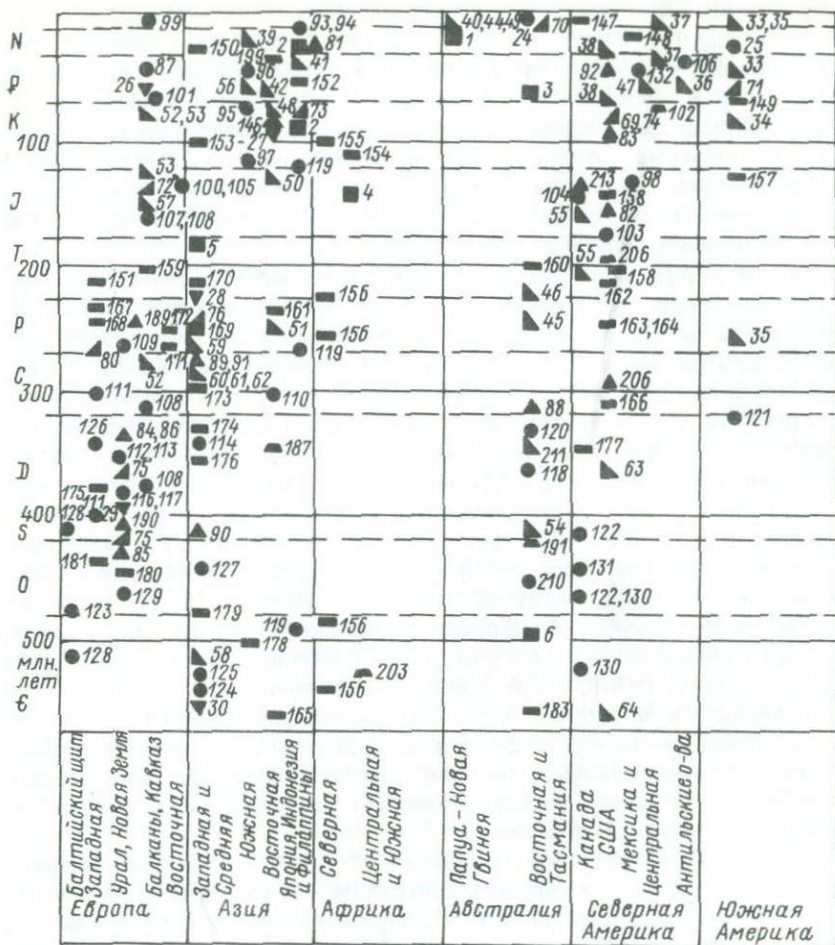 99 93,94 40,44,49 70 147 37 33,35
N 150 39 2 81 1 24 38 148 25
87 199 41 37 106
₽ 26 96 152 92 132 33
101 56 42 3 38 47 36 71
52,53 95 48 73 102 149
K 145 2 69 74 34
100 153-27 155 83
97 119 154
53 213 98 157
72 100,105 50 4 104 158
J 57 55 82
107,108 103
T 5 206
200 159 160 55 158
151 170 156 162
167 28 161 46
P 168 189,172 76 169 51 156 45 163,164 35
80 109 171 59 119
C 52 89,91 206
60,61,62
300 111 173 110 166
108 88 121
126 84,86 174 120
112,113 114 187 211 177
D 75 176 118 63
175 108
111 116,117
400 128-29 190 54 122
S 75 90 191
85
181 180 127 131
O 129 210 122,130
123 179 156
119
500 178 6
млн. 128 58 203 130
лет 125
124 156
Є 30 165 183 64
Балтийский щит
Западная
Урал, Новая Земля
Балканы, Кавказ
Восточная
Западная и
Средняя
Южная
Восточная
Япония, Индонезия
и Филиппины
Северная
Центральная
и Южная
Папуа-Новая
Гвинея
Восточная и
Тасмания
Канада
США
Мексика
Центральная
Антильские о-ва
Европа Азия Африка Австралия Северная Америка Южная Америка